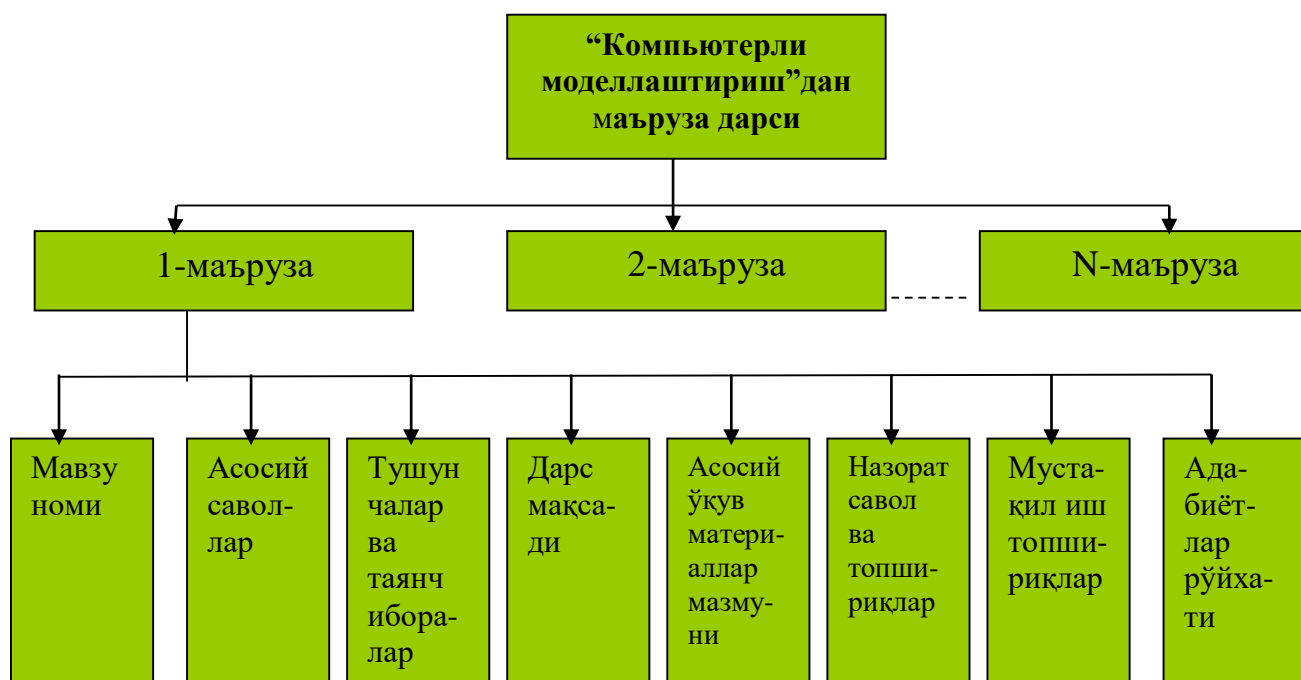 “Компьютерли
моделлаштириш”дан
маъруза дарси
1-маъруза
2-маъруза
N-маъруза
Мавзу
номи
Асосий
савол-
лар
Тушун
чалар
ва
таянч
ибора-
лар
Дарс
мақса-
ди
Асосий
ўқув
матери-
аллар
мазму-
ни
Назорат
савол
ва
топши-
риқлар
Муста-
қил иш
топши-
риқлар
Ада-
биёт-
лар
рўйха-
ти